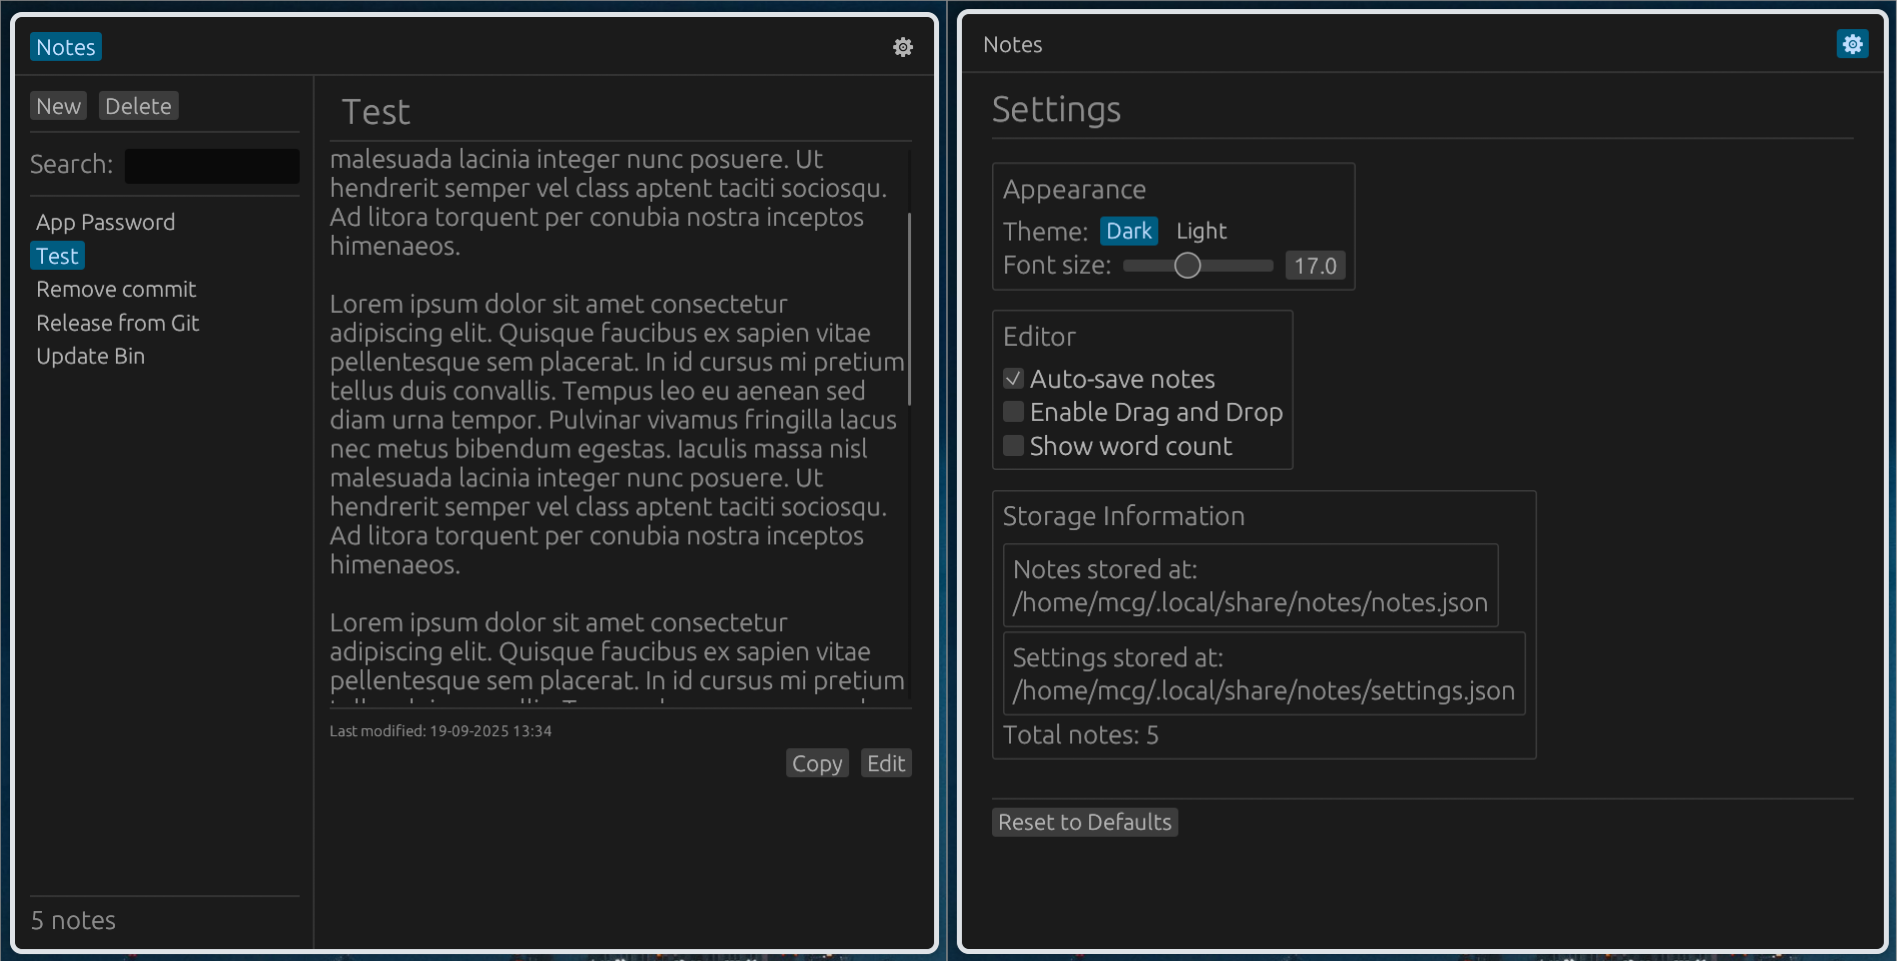 Notes
New Delete
Search:
App Password
Test
Remove commit
Release from Git
Update Bin
5 notes
Test
malesuada lacinia integer nunc posuere. Ut
hendrerit semper vel class aptent taciti sociosqu.
Ad litora torquent per conubia nostra inceptos
himenaeos.
Lorem ipsum dolor sit amet consectetur
adipiscing elit. Quisque faucibus ex sapien vitae
pellentesque sem placerat. In id cursus mi pretium
tellus duis convallis. Tempus leo eu aenean sed
diam urna tempor. Pulvinar vivamus fringilla lacus
nec metus bibendum egestas. Iaculis massa nisl
malesuada lacinia integer nunc posuere. Ut
hendrerit semper vel class aptent taciti sociosqu.
Ad litora torquent per conubia nostra inceptos
himenaeos.
Lorem ipsum dolor sit amet consectetur
adipiscing elit. Quisque faucibus ex sapien vitae
pellentesque sem placerat. In id cursus mi pretium
Last modified: 19-09-2025 13:34
Copy Edit
Notes
Settings
Appearance
Theme: Dark Light
Font size: 17.0
Editor
Auto-save notes
Enable Drag and Drop
Show word count
Storage Information
Notes stored at:
/home/mcg/.local/share/notes/notes.json
Settings stored at:
/home/mcg/.local/share/notes/settings.json
Total notes: 5
Reset to Defaults